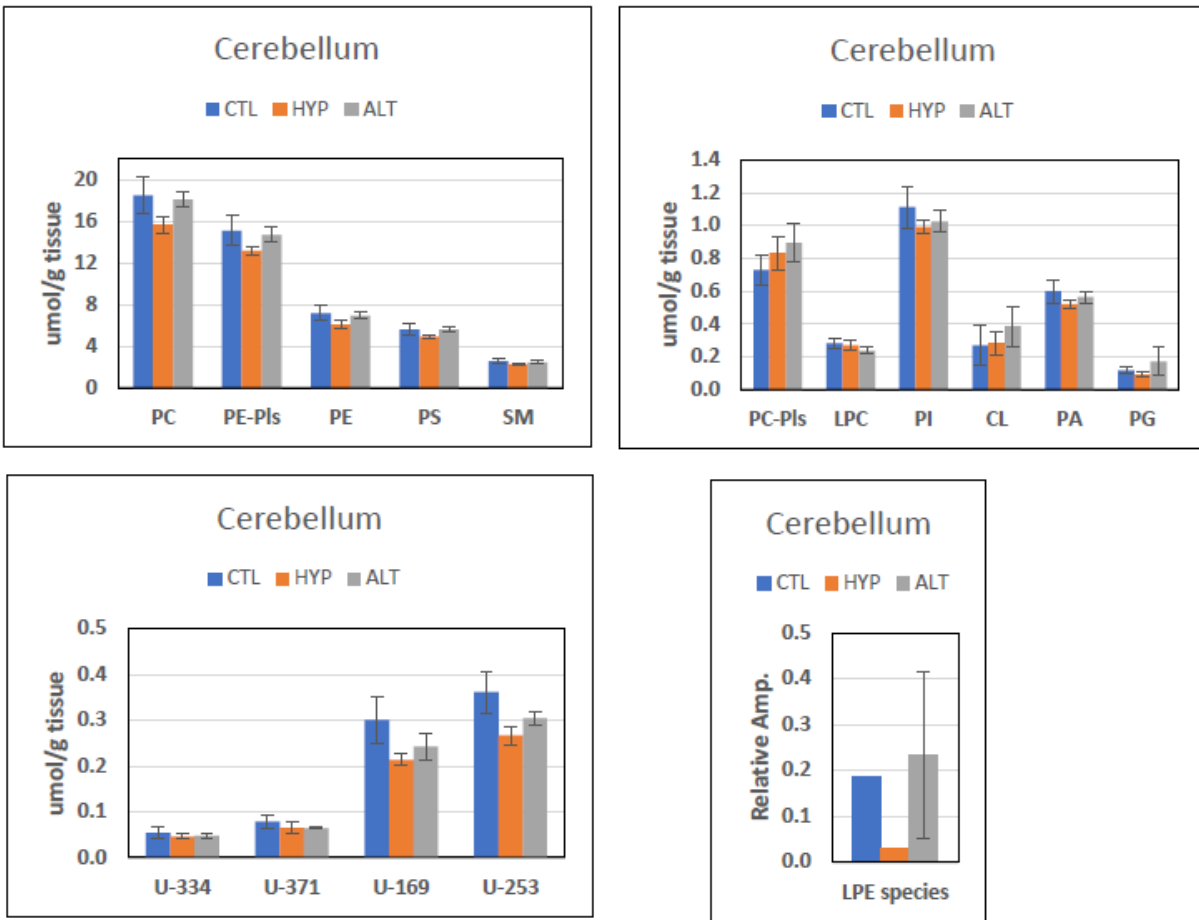 Cerebellum
CTL HYP ALT
umol/g tissue
20
16
12
8
4
0
PC PE-Pls PE PS SM
Cerebellum
CTL HYP ALT
umol/g tissue
1.4
1.2
1.0
0.8
0.6
0.4
0.2
0.0
PC-Pls LPC PI CL PA PG
Cerebellum
CTL HYP ALT
umol/g tissue
0.5
0.4
0.3
0.2
0.1
0.0
U-334 U-371 U-169 U-253
Cerebellum
CTL HYP ALT
Relative Amp.
0.5
0.4
0.3
0.2
0.1
0.0
LPE species